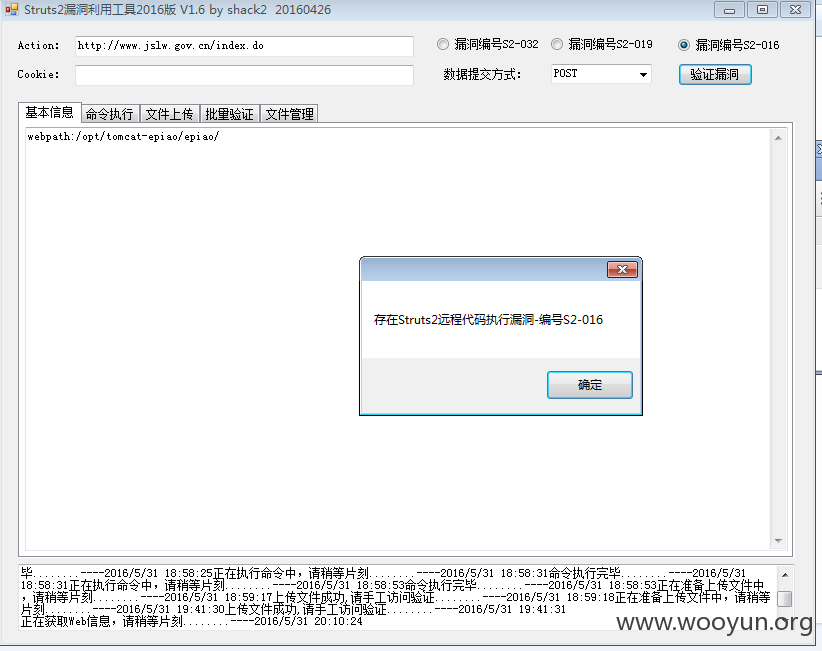 Struts2漏洞利用工具2016版 V1.6 by shack2  20160426
Action: http://www.jslw.gov.cn/index.do 漏洞编号S2-032 漏洞编号S2-019 漏洞编号S2-016
Cookie: 数据提交方式: POST 验证漏洞
基本信息 命令执行 文件上传 批量验证 文件管理
webpath:/opt/tomcat-epiao/epiao/
存在Struts2远程代码执行漏洞-编号S2-016
确定
毕........----2016/5/31 18:58:25正在执行命令中，请稍等片刻........----2016/5/31 18:58:31命令执行完毕........----2016/5/31
18:58:31正在执行命令中，请稍等片刻........----2016/5/31 18:58:53命令执行完毕........----2016/5/31 18:58:53正在准备上传文件中
，请稍等片刻........----2016/5/31 18:59:17上传文件成功,请手工访问验证........----2016/5/31 18:59:18正在准备上传文件中，请稍等
片刻........----2016/5/31 19:41:30上传文件成功,请手工访问验证........----2016/5/31 19:41:31
正在获取Web信息，请稍等片刻........----2016/5/31 20:10:24
www.wooyun.org